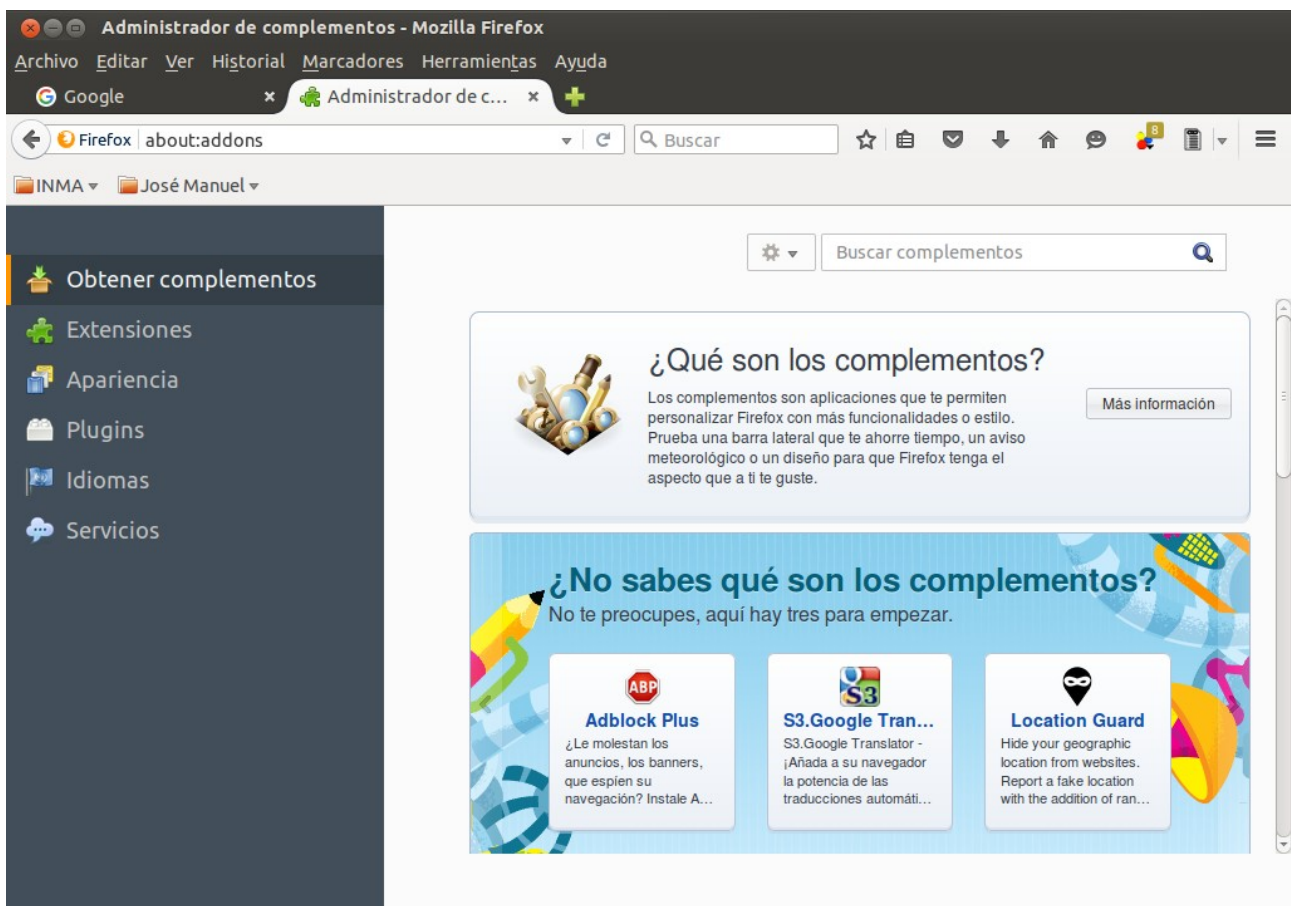 Administrador de complementos - Mozilla Firefox
Archivo Editar Ver Historial Marcadores Herramientas Ayuda
Google × Administrador de c... ×
Firefox about:addons Buscar 8
INMA José Manuel
Obtener complementos
Extensiones
Apariencia
Plugins
Idiomas
Servicios
Buscar complementos
¿Qué son los complementos?
Los complementos son aplicaciones que te permiten
personalizar Firefox con más funcionalidades o estilo.
Prueba una barra lateral que te ahorre tiempo, un aviso
meteorológico o un diseño para que Firefox tenga el
aspecto que a ti te guste.
Más información
¿No sabes qué son los complementos?
No te preocupes, aquí hay tres para empezar.
ABP
Adblock Plus
¿Le molestan los
anuncios, los banners,
que espíen su
navegación? Instale A...
S3
S3.Google Tran...
S3.Google Translator -
¡Añada a su navegador
la potencia de las
traducciones automáti...
Location Guard
Hide your geographic
location from websites.
Report a fake location
with the addition of ran...